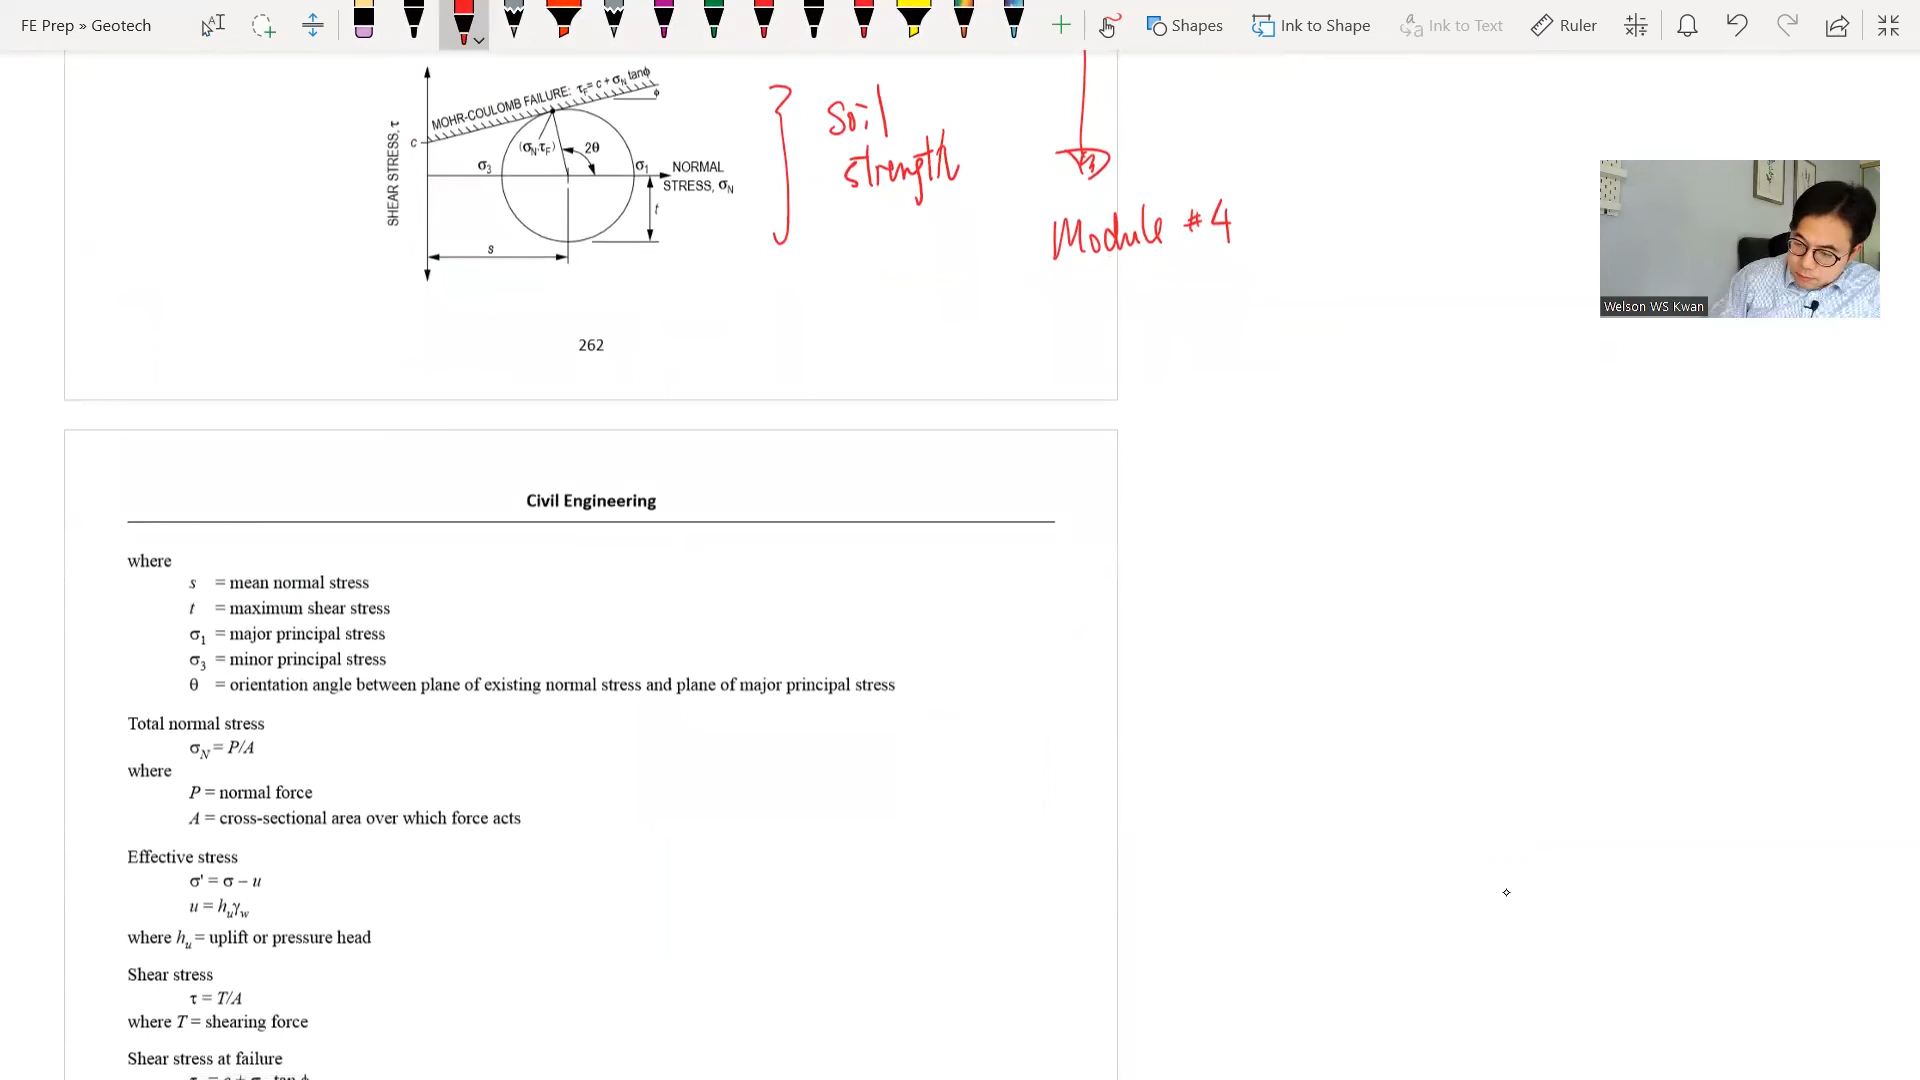 FE Prep » Geotech
Shapes
Ink to Shape
Ink to Text
Ruler
MOHR-COULOMB FAILURE: τF = c + σN tanϕ
ϕ
SHEAR STRESS, τ
c
(σN, τF)
2θ
σ3
σ1
NORMAL
STRESS, σN
t
s
Soil
strength
Module #4
Welson WS Kwan
262
Civil Engineering
where
s = mean normal stress
t = maximum shear stress
σ1 = major principal stress
σ3 = minor principal stress
θ = orientation angle between plane of existing normal stress and plane of major principal stress
Total normal stress
σN = P/A
where
P = normal force
A = cross-sectional area over which force acts
Effective stress
σ' = σ – u
u = huγw
where hu = uplift or pressure head
Shear stress
τ = T/A
where T = shearing force
Shear stress at failure